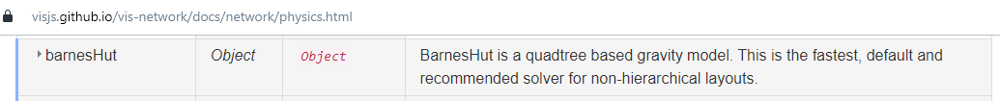 visjs.github.io/vis-network/docs/network/physics.html
barnesHut Object Object BarnesHut is a quadtree based gravity model. This is the fastest, default and
recommended solver for non-hierarchical layouts.